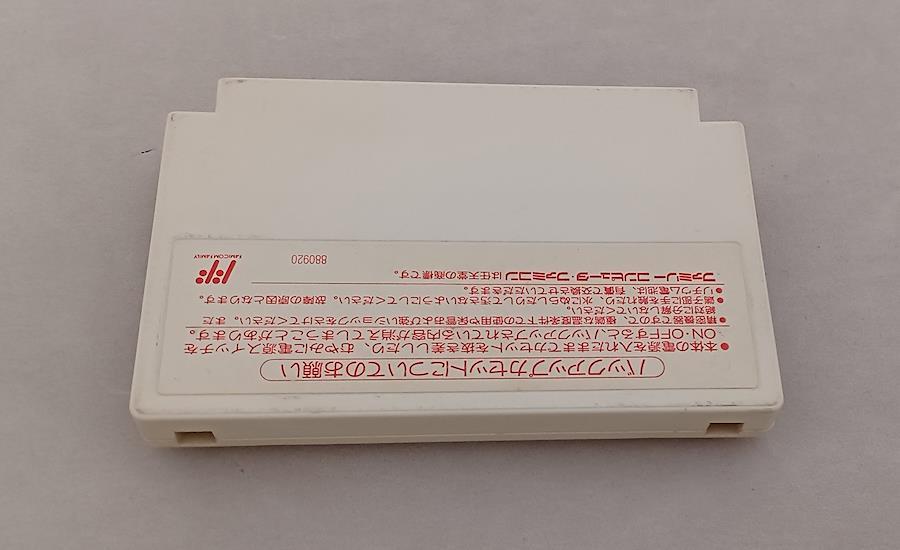 バックアップカセットについてのお願い
●本体の電源を入れたままでカセットを抜き差ししたり、むやみに電源スイッチを
ON-OFFするとバックアップされている内容が消えてしまうことがあります。
●精密機器ですので、極端な温度条件下での使用や保管および強いショックをさけてください。また
絶対に分解しないでください。
●端子部に手を触れたり、水にぬらしたりして汚さないようにしてください。故障の原因となります。
●リチウム電池は、有償で交換させていただきます。
ファミリーコンピュータ・ファミコンは任天堂の商標です。
880920
FAMICOM FAMILY